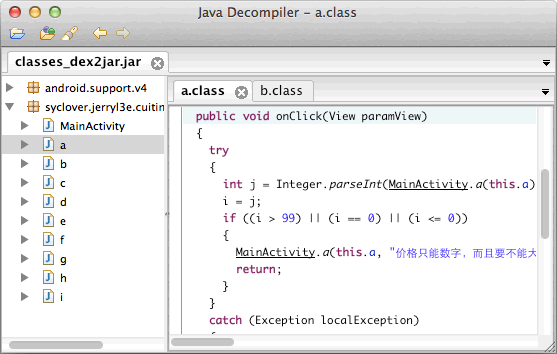 Java Decompiler – a.class
classes_dex2jar.jar
android.support.v4
syclover.jerryl3e.cuitin
MainActivity
a
b
c
d
e
f
g
h
i
a.class
b.class
public void onClick(View paramView)
{
try
{
int j = Integer.parseInt(MainActivity.a(this.a)
i = j;
if ((i > 99) || (i == 0) || (i <= 0))
{
MainActivity.a(this.a, "价格只能数字，而且要不能大
return;
}
}
catch (Exception localException)